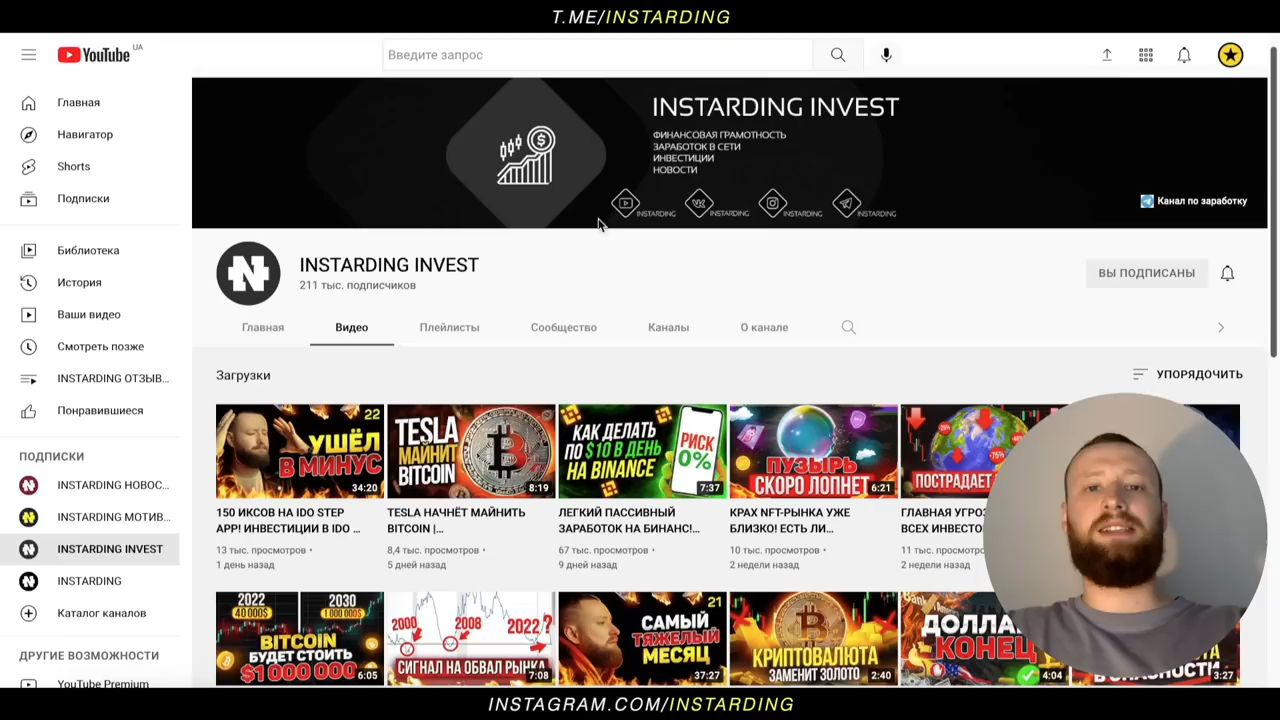 T.ME/INSTARDING
YouTube UA
Введите запрос
Главная
Навигатор
Shorts
Подписки
Библиотека
История
Ваши видео
Смотреть позже
INSTARDING ОТЗЫВ...
Понравившиеся
ПОДПИСКИ
INSTARDING НОВОС...
INSTARDING МОТИВ...
INSTARDING INVEST
INSTARDING
Каталог каналов
ДРУГИЕ ВОЗМОЖНОСТИ
YouTube Premium
INSTARDING INVEST
ФИНАНСОВАЯ ГРАМОТНОСТЬ
ЗАРАБОТОК В СЕТИ
ИНВЕСТИЦИИ
НОВОСТИ
INSTARDING INSTARDING INSTARDING INSTARDING
Канал по заработку
INSTARDING INVEST
211 тыс. подписчиков
ВЫ ПОДПИСАНЫ
Главная Видео Плейлисты Сообщество Каналы О канале
Загрузки
УПОРЯДОЧИТЬ
22
УШЁЛ
В МИНУС
34:20
150 ИКСОВ НА IDO STEP
APP! ИНВЕСТИЦИИ В IDO ...
13 тыс. просмотров •
1 день назад
TESLA
МАЙНИТ
BITCOIN
8:19
TESLA НАЧНЁТ МАЙНИТЬ
BITCOIN |...
8,4 тыс. просмотров •
5 дней назад
КАК ДЕЛАТЬ
ПО $10 В ДЕНЬ
НА BINANCE
РИСК
0%
7:37
ЛЕГКИЙ ПАССИВНЫЙ
ЗАРАБОТОК НА БИНАНС!...
67 тыс. просмотров •
9 дней назад
ПУЗЫРЬ
СКОРО ЛОПНЕТ
6:21
КРАХ NFT-РЫНКА УЖЕ
БЛИЗКО! ЕСТЬ ЛИ...
10 тыс. просмотров •
2 недели назад
-75%
ПОСТРАДАЕТ
ГЛАВНАЯ УГРО
ВСЕХ ИНВЕСТО
11 тыс. просмот
2 недели назад
2022
40 000$
2030
1 000 000$
BITCOIN
БУДЕТ СТОИТЬ
$1 000 000
6:05
2000
2008
2022?
СИГНАЛ НА ОБВАЛ РЫНКА
7:08
21
САМЫЙ
ТЯЖЕЛЫЙ
МЕСЯЦ
37:27
КРИПТОВАЛЮТА
ЗАМЕНИТ ЗОЛОТО
2:40
ДОЛЛА
КОНЕЦ
4:04
3:27
INSTAGRAM.COM/INSTARDING